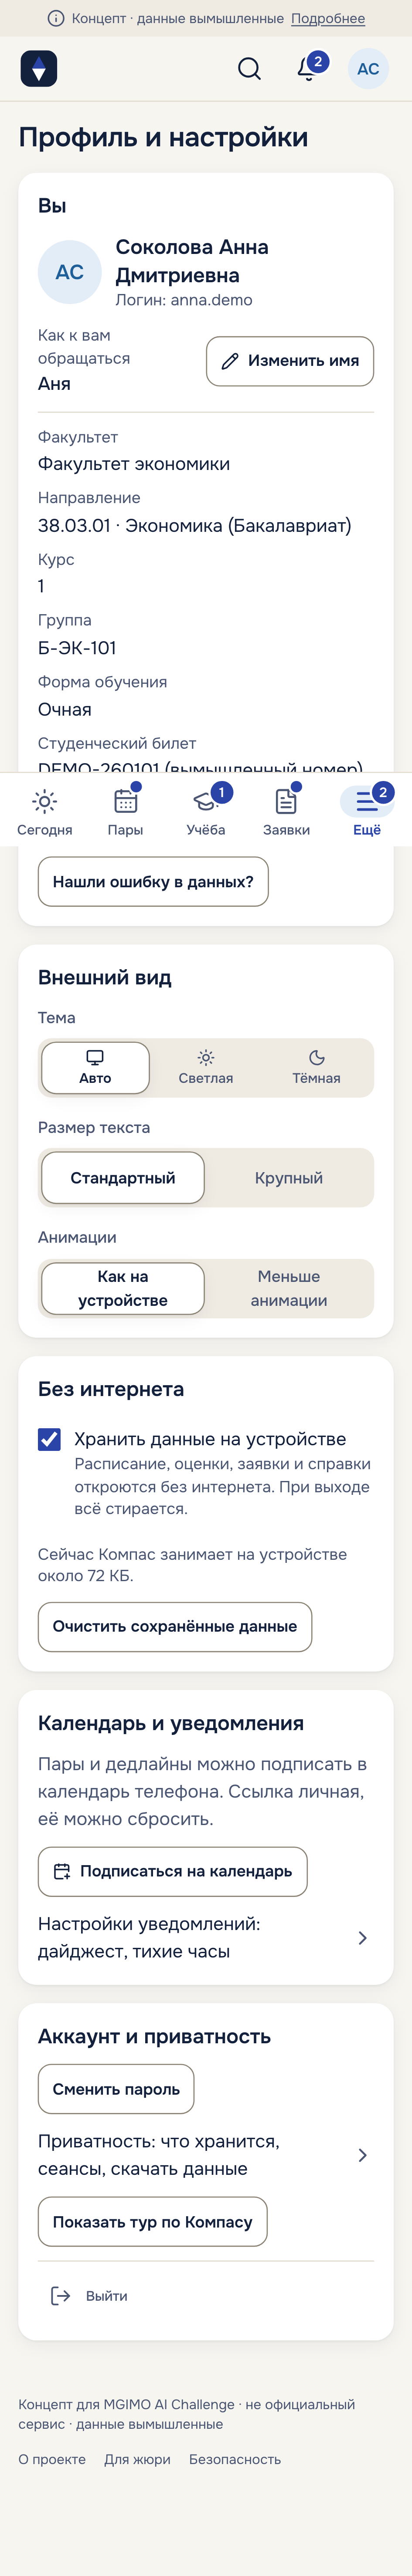 Концепт · данные вымышленные Подробнее
2
АС
Профиль и настройки
Вы
АС
Соколова Анна
Дмитриевна
Логин: anna.demo
Как к вам
обращаться
Аня
Изменить имя
Факультет
Факультет экономики
Направление
38.03.01 · Экономика (Бакалавриат)
Курс
1
Группа
Б-ЭК-101
Форма обучения
Очная
Студенческий билет
DEMO-260101 (вымышленный номер)
1
2
Сегодня Пары Учёба Заявки Ещё
Нашли ошибку в данных?
Внешний вид
Тема
Авто Светлая Тёмная
Размер текста
Стандартный Крупный
Анимации
Как на
устройстве
Меньше
анимации
Без интернета
Хранить данные на устройстве
Расписание, оценки, заявки и справки
откроются без интернета. При выходе
всё стирается.
Сейчас Компас занимает на устройстве
около 72 КБ.
Очистить сохранённые данные
Календарь и уведомления
Пары и дедлайны можно подписать в
календарь телефона. Ссылка личная,
её можно сбросить.
Подписаться на календарь
Настройки уведомлений:
дайджест, тихие часы
Аккаунт и приватность
Сменить пароль
Приватность: что хранится,
сеансы, скачать данные
Показать тур по Компасу
Выйти
Концепт для MGIMO AI Challenge · не официальный
сервис · данные вымышленные
О проекте Для жюри Безопасность